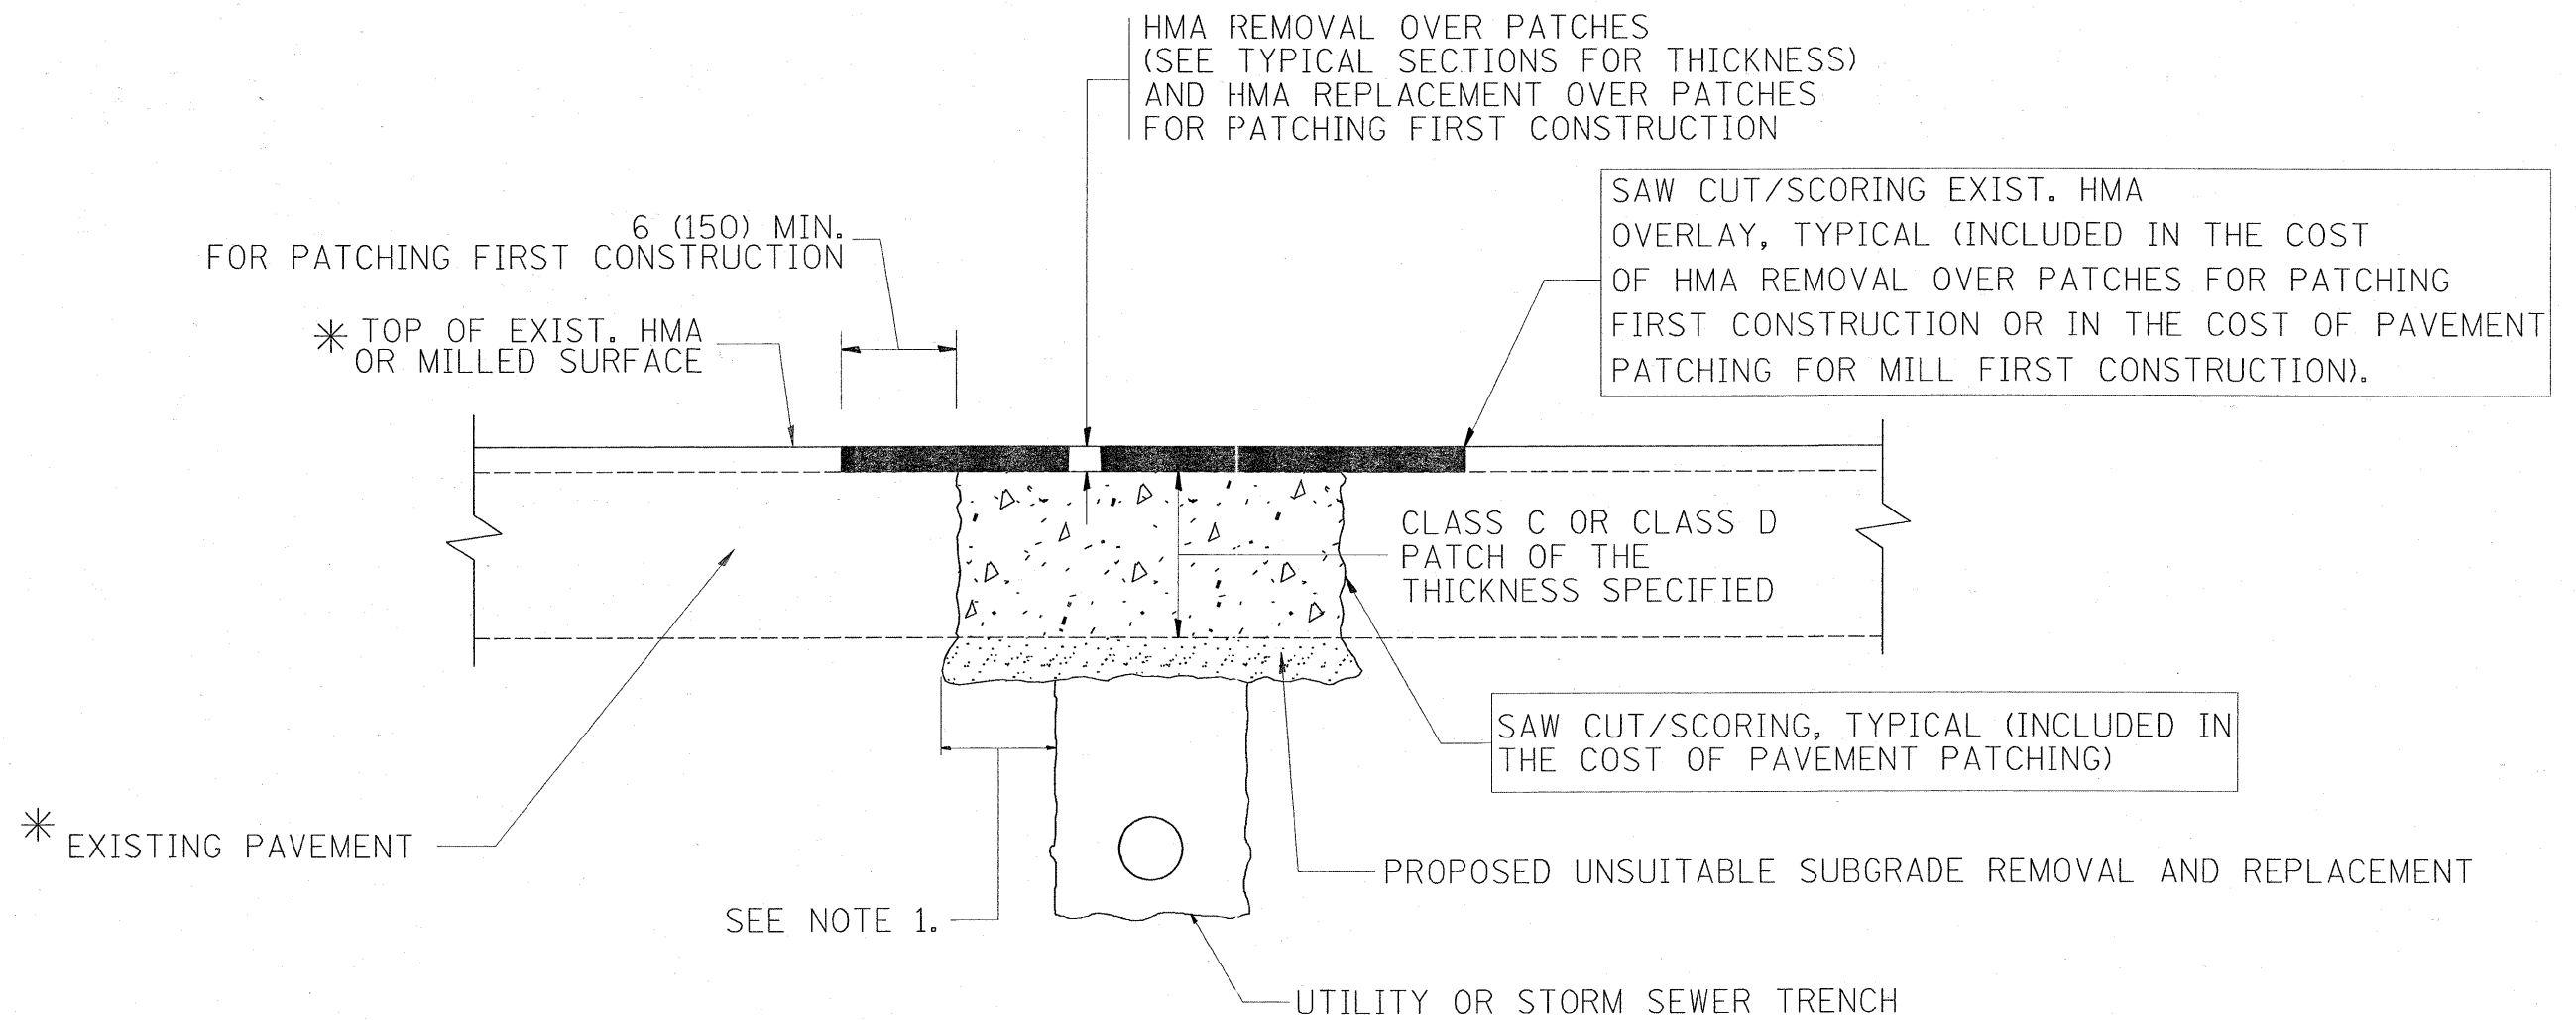 HMA REMOVAL OVER PATCHES
(SEE TYPICAL SECTIONS FOR THICKNESS)
AND HMA REPLACEMENT OVER PATCHES
FOR PATCHING FIRST CONSTRUCTION
SAW CUT/SCORING EXIST. HMA
OVERLAY, TYPICAL (INCLUDED IN THE COST
OF HMA REMOVAL OVER PATCHES FOR PATCHING
FIRST CONSTRUCTION OR IN THE COST OF PAVEMENT
PATCHING FOR MILL FIRST CONSTRUCTION).
6 (150) MIN.
FOR PATCHING FIRST CONSTRUCTION
* TOP OF EXIST. HMA
OR MILLED SURFACE
CLASS C OR CLASS D
PATCH OF THE
THICKNESS SPECIFIED
SAW CUT/SCORING, TYPICAL (INCLUDED IN
THE COST OF PAVEMENT PATCHING)
* EXISTING PAVEMENT
PROPOSED UNSUITABLE SUBGRADE REMOVAL AND REPLACEMENT
SEE NOTE 1.
UTILITY OR STORM SEWER TRENCH